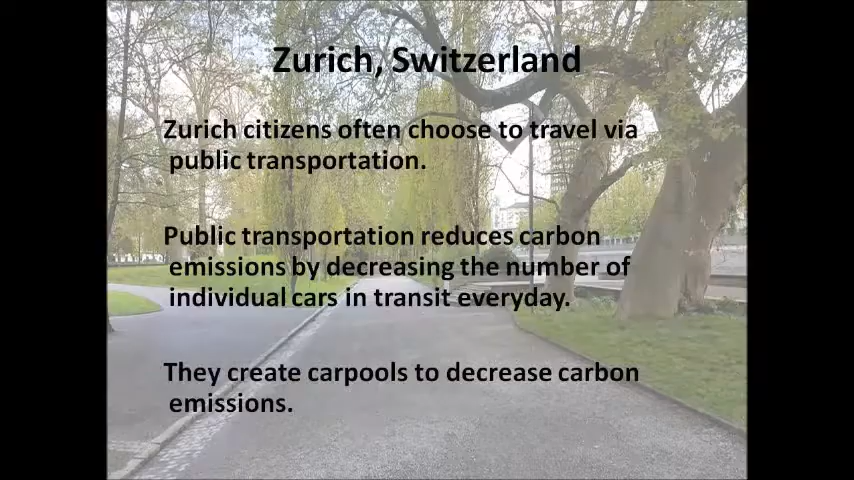 Zurich, Switzerland
Zurich citizens often choose to travel via
public transportation.
Public transportation reduces carbon
emissions by decreasing the number of
individual cars in transit everyday.
They create carpools to decrease carbon
emissions.